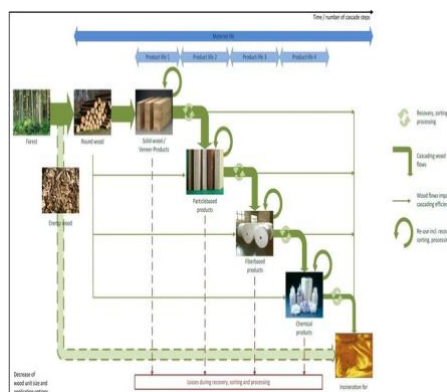 Time / number of cascade steps
Material life
Product life 1
Product life 2
Product life 3
Product life 4
Forest
Round wood
Solid wood /
Veneer Products
Recovery, sorting
processing
Energy wood
Particlebased
products
Cascading wood
flows
Wood flows
cascading
Fiberbased
products
Re-use incl.
sorting,
Chemical
products
Decrease of
wood unit size and
Losses during recovery, sorting and processing
Incineration for